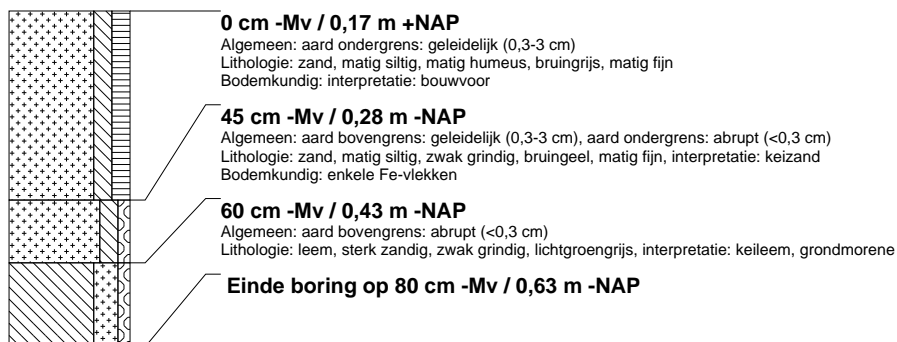 0 cm -Mv / 0,17 m +NAP
Algemeen: aard ondergrens: geleidelijk (0,3-3 cm)
Lithologie: zand, matig siltig, matig humeus, bruingrijs, matig fijn
Bodemkundig: interpretatie: bouwvoor
45 cm -Mv / 0,28 m -NAP
Algemeen: aard bovengrens: geleidelijk (0,3-3 cm), aard ondergrens: abrupt (<0,3 cm)
Lithologie: zand, matig siltig, zwak grindig, bruingeel, matig fijn, interpretatie: keizand
Bodemkundig: enkele Fe-vlekken
60 cm -Mv / 0,43 m -NAP
Algemeen: aard bovengrens: abrupt (<0,3 cm)
Lithologie: leem, sterk zandig, zwak grindig, lichtgroengrijs, interpretatie: keileem, grondmorene
Einde boring op 80 cm -Mv / 0,63 m -NAP